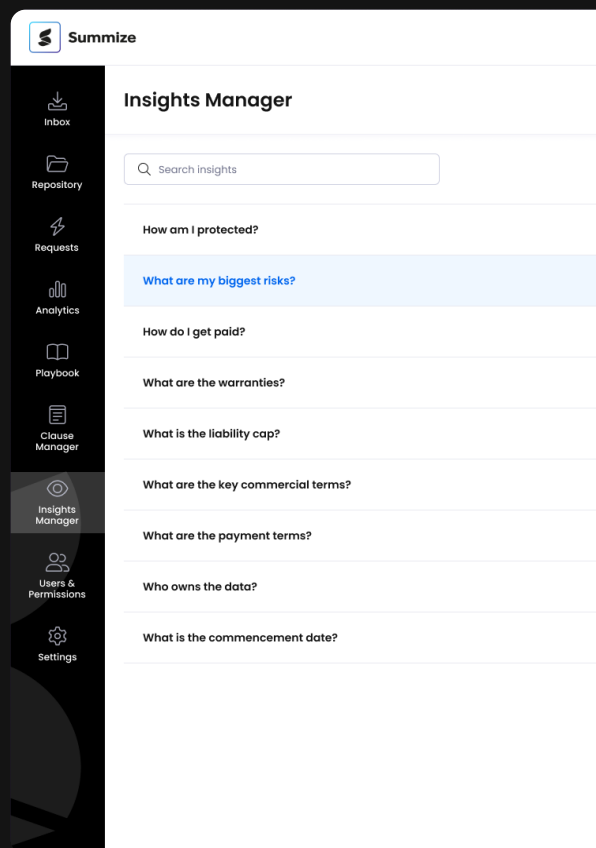 Summize
Insights Manager
Inbox
Repository
Requests
Analytics
Playbook
Clause
Manager
Insights
Manager
Users &
Permissions
Settings
Search insights
How am I protected?
What are my biggest risks?
How do I get paid?
What are the warranties?
What is the liability cap?
What are the key commercial terms?
What are the payment terms?
Who owns the data?
What is the commencement date?